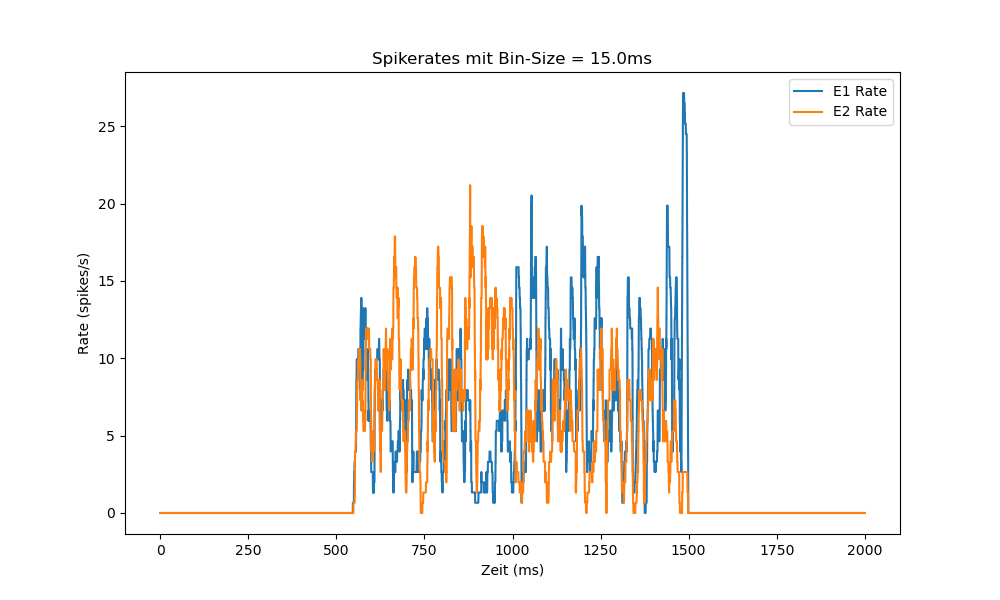 Spikerates mit Bin-Size = 15.0ms
E1 Rate
E2 Rate
25
20
15
10
5
0
Rate (spikes/s)
0 250 500 750 1000 1250 1500 1750 2000
Zeit (ms)